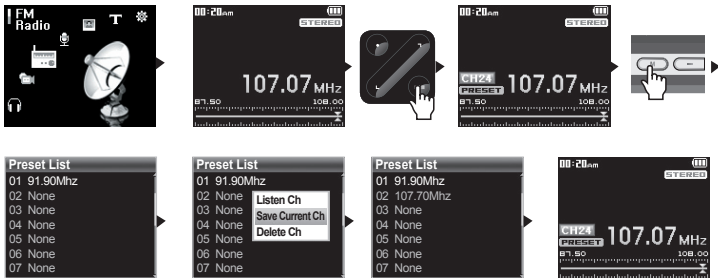 FM
Radio
T
00:20AM
STEREO
107.07MHz
87.50 108.00
00:20AM
STEREO
CH24
PRESET 107.07MHz
87.50 108.00
M
Preset List
01 91.90Mhz
02 None
03 None
04 None
05 None
06 None
07 None
Preset List
01 91.90Mhz
02 None
03 None
04 None
05 None
06 None
07 None
Listen Ch
Save Current Ch
Delete Ch
Preset List
01 91.90Mhz
02 107.70Mhz
03 None
04 None
05 None
06 None
07 None
00:20AM
STEREO
CH24
PRESET 107.07MHz
87.50 108.00